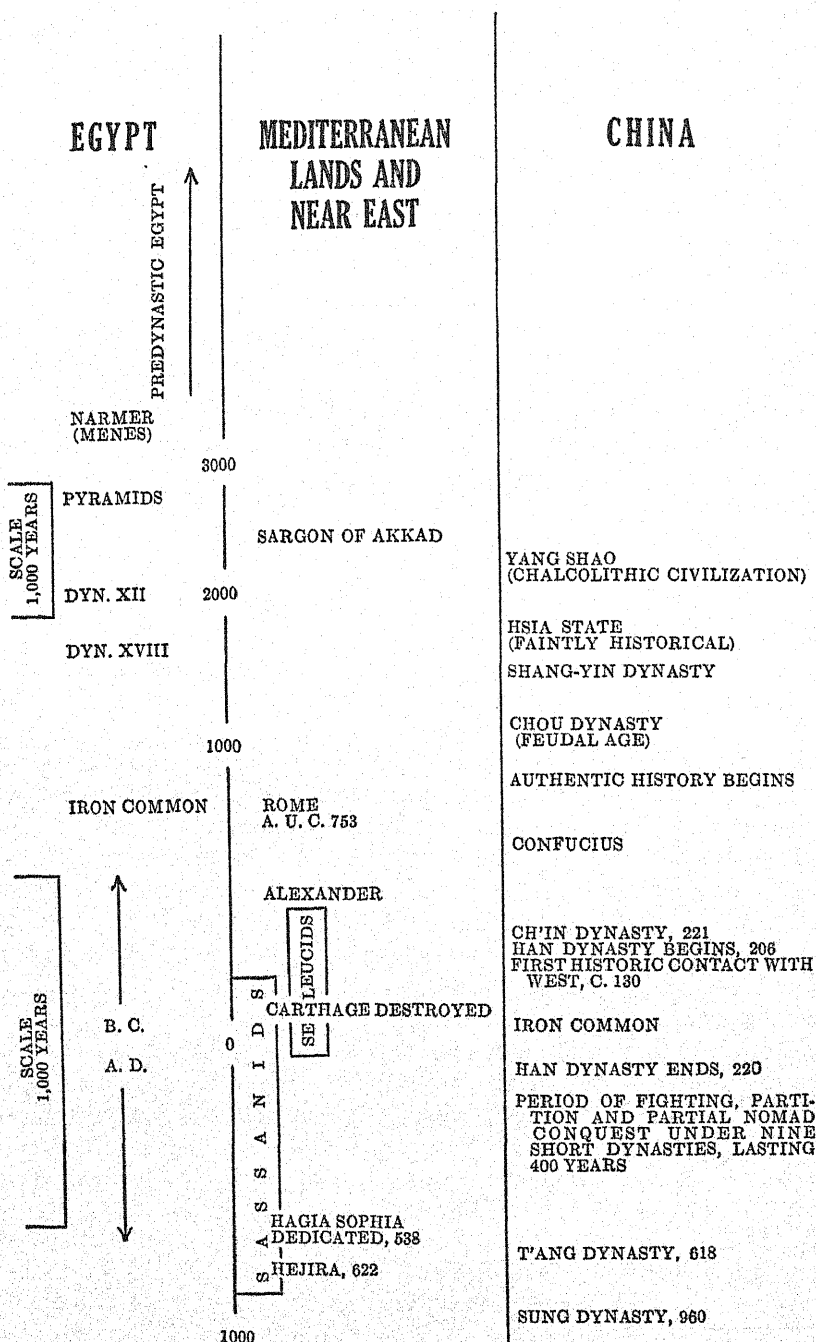 EGYPT
PREDYNASTIC EGYPT
NARMER
(MENES)
PYRAMIDS
SCALE
1,000 YEARS
DYN. XII
DYN. XVIII
IRON COMMON
SCALE
1,000 YEARS
B. C.
A. D.
3000
2000
1000
0
1000
MEDITERRANEAN
LANDS AND
NEAR EAST
SARGON OF AKKAD
ROME
A. U. C. 753
ALEXANDER
SELEUCIDS
CARTHAGE DESTROYED
SASSANIDS
HAGIA SOPHIA
DEDICATED, 538
HEJIRA, 622
CHINA
YANG SHAO
(CHALCOLITHIC CIVILIZATION)
HSIA STATE
(FAINTLY HISTORICAL)
SHANG-YIN DYNASTY
CHOU DYNASTY
(FEUDAL AGE)
AUTHENTIC HISTORY BEGINS
CONFUCIUS
CH'IN DYNASTY, 221
HAN DYNASTY BEGINS, 206
FIRST HISTORIC CONTACT WITH
WEST, C. 130
IRON COMMON
HAN DYNASTY ENDS, 220
PERIOD OF FIGHTING, PARTI-
TION AND PARTIAL NOMAD
CONQUEST UNDER NINE
SHORT DYNASTIES, LASTING
400 YEARS
T'ANG DYNASTY, 618
SUNG DYNASTY, 960